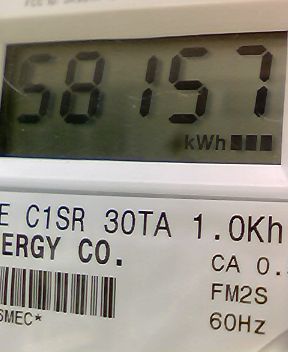 58157
kWh
E C1SR 30TA 1.0Kh
ERGY CO.
CA 0.
FM2S
60Hz
SMEC*